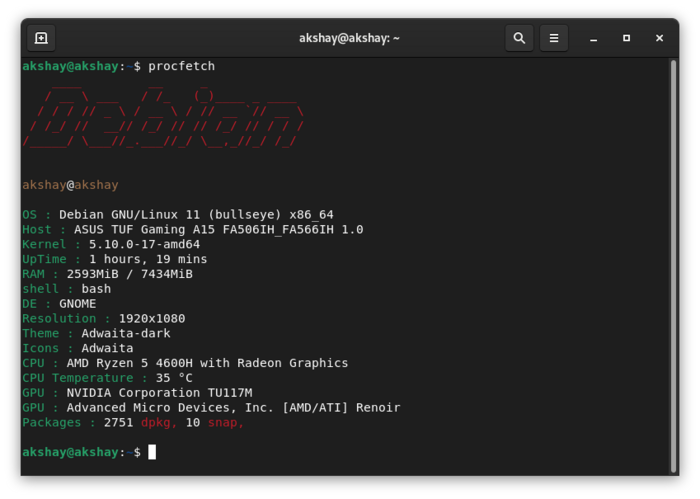 akshay@akshay: ~
akshay@akshay:~$ procfetch
Debian
akshay@akshay
OS : Debian GNU/Linux 11 (bullseye) x86_64
Host : ASUS TUF Gaming A15 FA506IH_FA566IH 1.0
Kernel : 5.10.0-17-amd64
UpTime : 1 hours, 19 mins
RAM : 2593MiB / 7434MiB
shell : bash
DE : GNOME
Resolution : 1920x1080
Theme : Adwaita-dark
Icons : Adwaita
CPU : AMD Ryzen 5 4600H with Radeon Graphics
CPU Temperature : 35 °C
GPU : NVIDIA Corporation TU117M
GPU : Advanced Micro Devices, Inc. [AMD/ATI] Renoir
Packages : 2751 dpkg, 10 snap,
akshay@akshay:~$